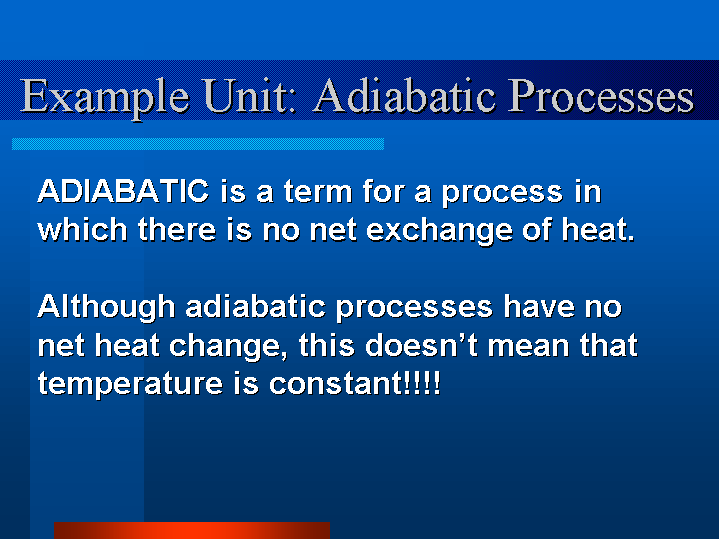 Example Unit: Adiabatic Processes
ADIABATIC is a term for a process in
which there is no net exchange of heat.
Although adiabatic processes have no
net heat change, this doesn’t mean that
temperature is constant!!!!